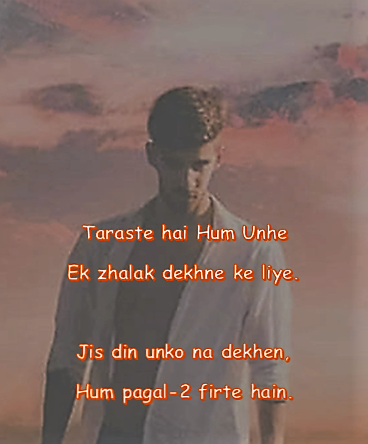 Taraste hai Hum Unhe
Ek zhalak dekhne ke liye.
Jis din unko na dekhen,
Hum pagal-2 firte hain.